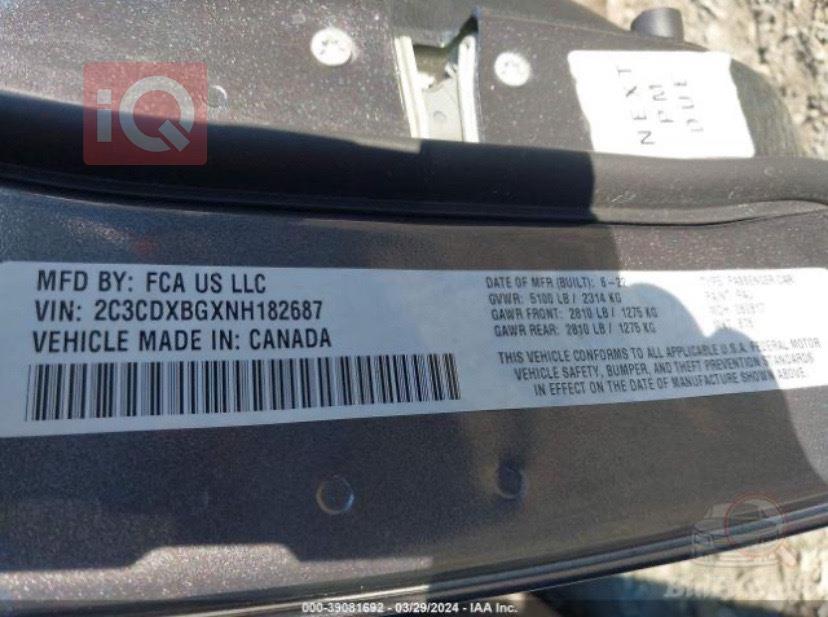 iQ
NEXT
PM
DUE
MFD BY: FCA US LLC
VIN: 2C3CDXBGXNH182687
VEHICLE MADE IN: CANADA
DATE OF MFR (BUILT): 6-22
GVWR: 5100 LB / 2314 KG
GAWR FRONT: 2810 LB / 1275 KG
GAWR REAR: 2810 LB / 1275 KG
TYPE: PASSENGER CAR
PAINT: PAU
THIS VEHICLE CONFORMS TO ALL APPLICABLE U.S.A. FEDERAL MOTOR
VEHICLE SAFETY, BUMPER, AND THEFT PREVENTION STANDARDS
IN EFFECT ON THE DATE OF MANUFACTURE SHOWN ABOVE.
000-39081692 - 03/29/2024 - IAA Inc.